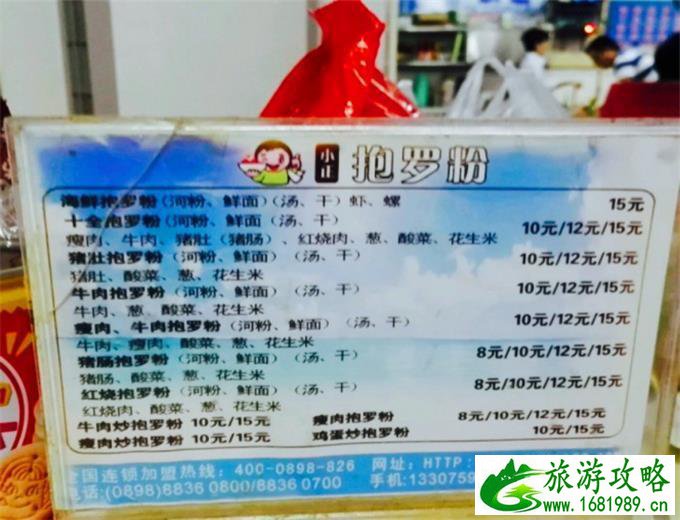 小正 抱罗粉
海鲜抱罗粉(河粉、鲜面)(汤、干)虾、螺 15元
十全抱罗粉(河粉、鲜面)(汤、干)
瘦肉、牛肉、猪肚(猪肠)、红烧肉、葱、酸菜、花生米 10元/12元/15元
猪肚抱罗粉(河粉、鲜面)(汤、干) 10元/12元/15元
猪肚、酸菜、葱、花生米
牛肉抱罗粉(河粉、鲜面)(汤、干) 10元/12元/15元
牛肉、葱、酸菜、花生米
瘦肉、牛肉抱罗粉(河粉、鲜面)(汤、干) 10元/12元/15元
牛肉、瘦肉、酸菜、葱、花生米
猪肠抱罗粉(河粉、鲜面)(汤、干) 8元/10元/12元/15元
猪肠、酸菜、葱、花生米
红烧抱罗粉(河粉、鲜面)(汤、干) 8元/10元/12元/15元
红烧肉、酸菜、葱、花生米
牛肉炒抱罗粉 10元/15元 瘦肉抱罗粉 8元/10元/12元/15元
瘦肉炒抱罗粉 10元/15元 鸡蛋炒抱罗粉 10元/15元
全国连锁加盟热线:400-0898-826 网址:HTTP:
电话:(0898)8836 0800/8836 0700 手机:1330759
旅游攻略
www.1681989.cn